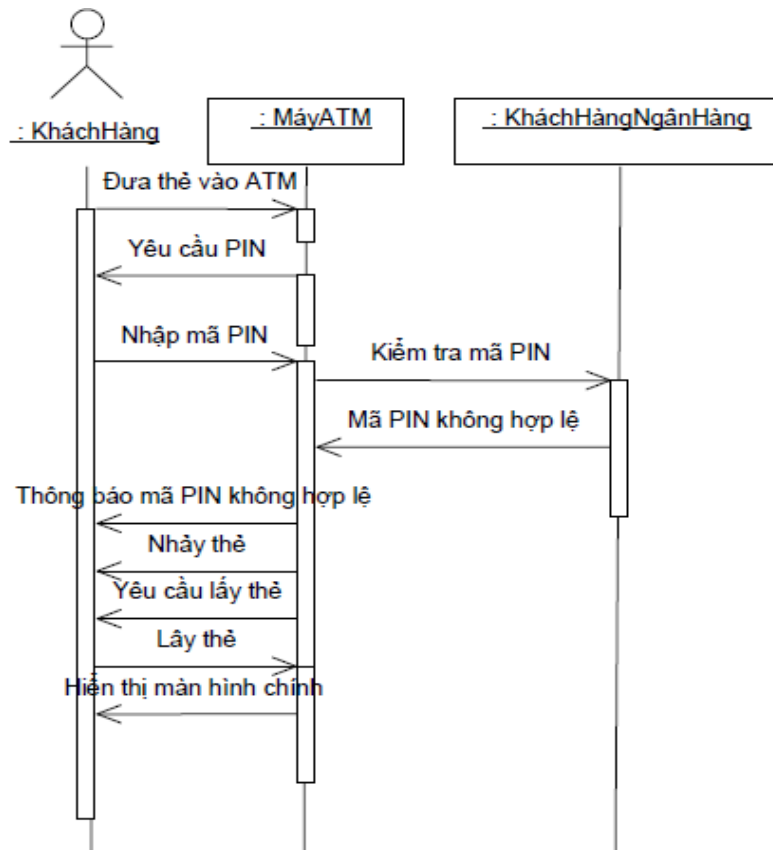 : KháchHàng
: MáyATM
: KháchHàngNgânHàng
Đưa thẻ vào ATM
Yêu cầu PIN
Nhập mã PIN
Kiểm tra mã PIN
Mã PIN không hợp lệ
Thông báo mã PIN không hợp lệ
Nhảy thẻ
Yêu cầu lấy thẻ
Lây thẻ
Hiển thị màn hình chính